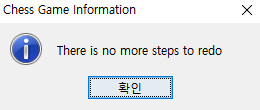 Chess Game Information
There is no more steps to redo
확인